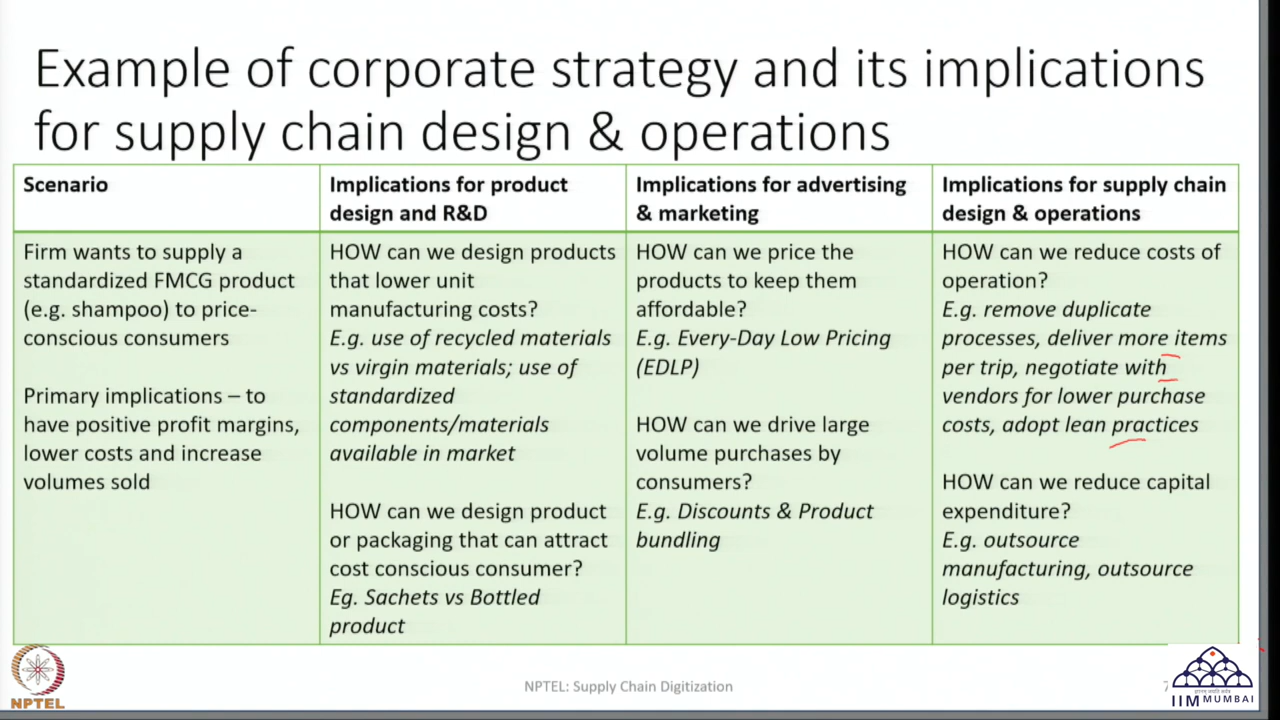 Example of corporate strategy and its implications
for supply chain design & operations
Scenario
Firm wants to supply a
standardized FMCG product
(e.g. shampoo) to price-
conscious consumers
Primary implications – to
have positive profit margins,
lower costs and increase
volumes sold
Implications for product
design and R&D
HOW can we design products
that lower unit
manufacturing costs?
E.g. use of recycled materials
vs virgin materials; use of
standardized
components/materials
available in market
HOW can we design product
or packaging that can attract
cost conscious consumer?
Eg. Sachets vs Bottled
product
Implications for advertising
& marketing
HOW can we price the
products to keep them
affordable?
E.g. Every-Day Low Pricing
(EDLP)
HOW can we drive large
volume purchases by
consumers?
E.g. Discounts & Product
bundling
Implications for supply chain
design & operations
HOW can we reduce costs of
operation?
E.g. remove duplicate
processes, deliver more items
per trip, negotiate with
vendors for lower purchase
costs, adopt lean practices
HOW can we reduce capital
expenditure?
E.g. outsource
manufacturing, outsource
logistics
NPTEL
NPTEL: Supply Chain Digitization
IIM MUMBAI